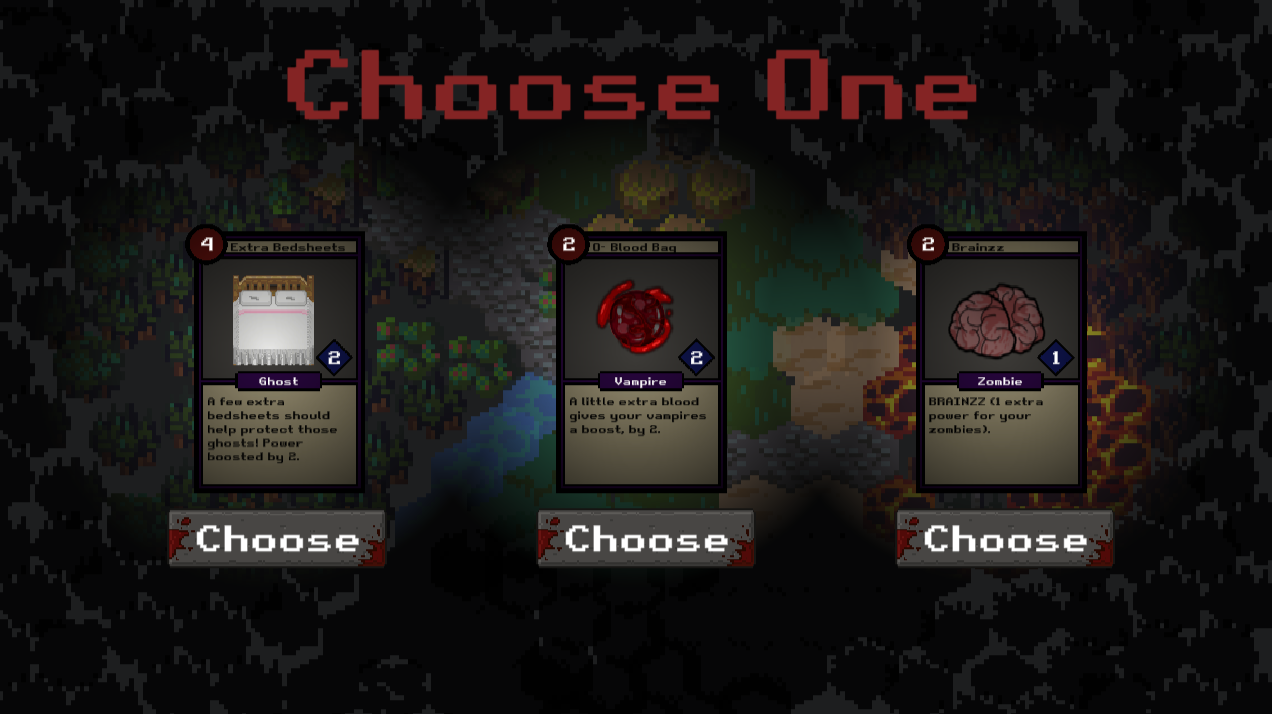 Choose One
4 Extra Bedsheets
2
Ghost
A few extra
bedsheets should
help protect those
ghosts! Power
boosted by 2.
Choose
2 O- Blood Bag
2
Vampire
A little extra blood
gives your vampires
a boost, by 2.
Choose
2 Brainzz
1
Zombie
BRAINZZ (1 extra
power for your
zombies).
Choose